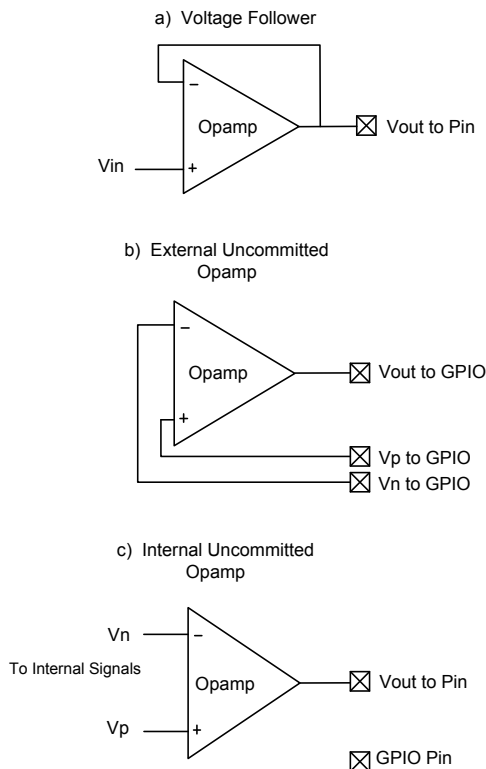 a) Voltage Follower
−
Opamp
Vout to Pin
Vin
+
b) External Uncommitted
Opamp
−
Opamp
Vout to GPIO
+
Vp to GPIO
Vn to GPIO
c) Internal Uncommitted
Opamp
Vn
−
To Internal Signals
Opamp
Vout to Pin
Vp
+
GPIO Pin